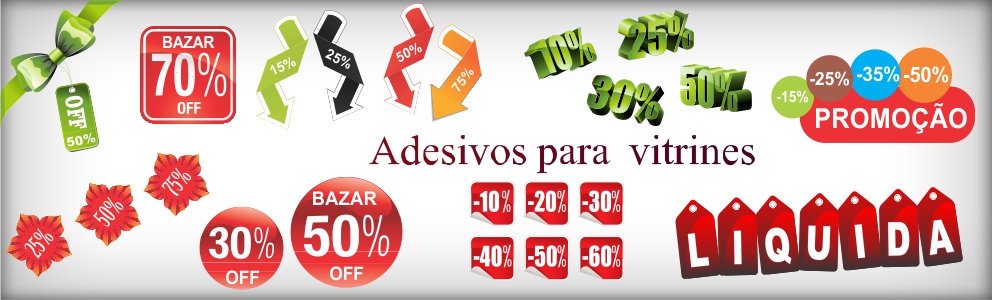 OFF
50%
BAZAR
70%
OFF
15%
25%
50%
75%
10%
25%
30%
50%
-15%
-25%
-35%
-50%
PROMOÇÃO
Adesivos para vitrines
25%
50%
75%
30%
OFF
BAZAR
50%
OFF
-10% -20% -30%
-40% -50% -60%
LIQUIDA